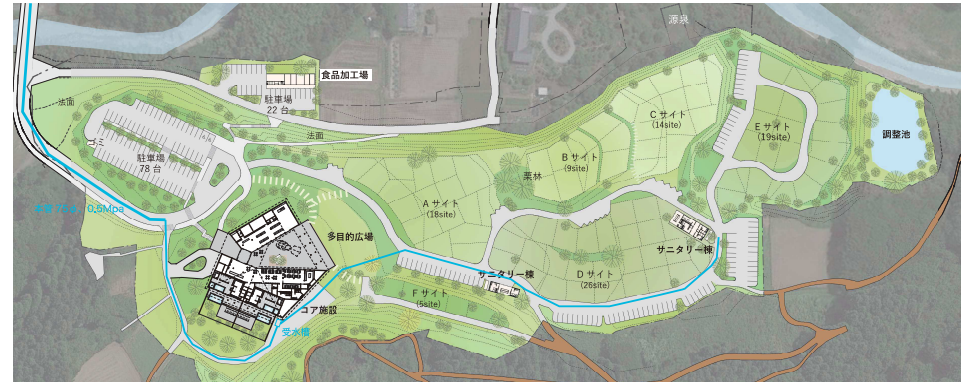 源泉
食品加工場
駐車場
22 台
法面
法面
ゴミ
駐車場
78 台
C サイト
(14site)
E サイト
(19site)
調整池
B サイト
(9site)
栗林
A サイト
(18site)
0.5Mpa
多目的広場
サニタリー棟
サニタリー棟
D サイト
(26site)
F サイト
(5site)
コア施設
受水槽